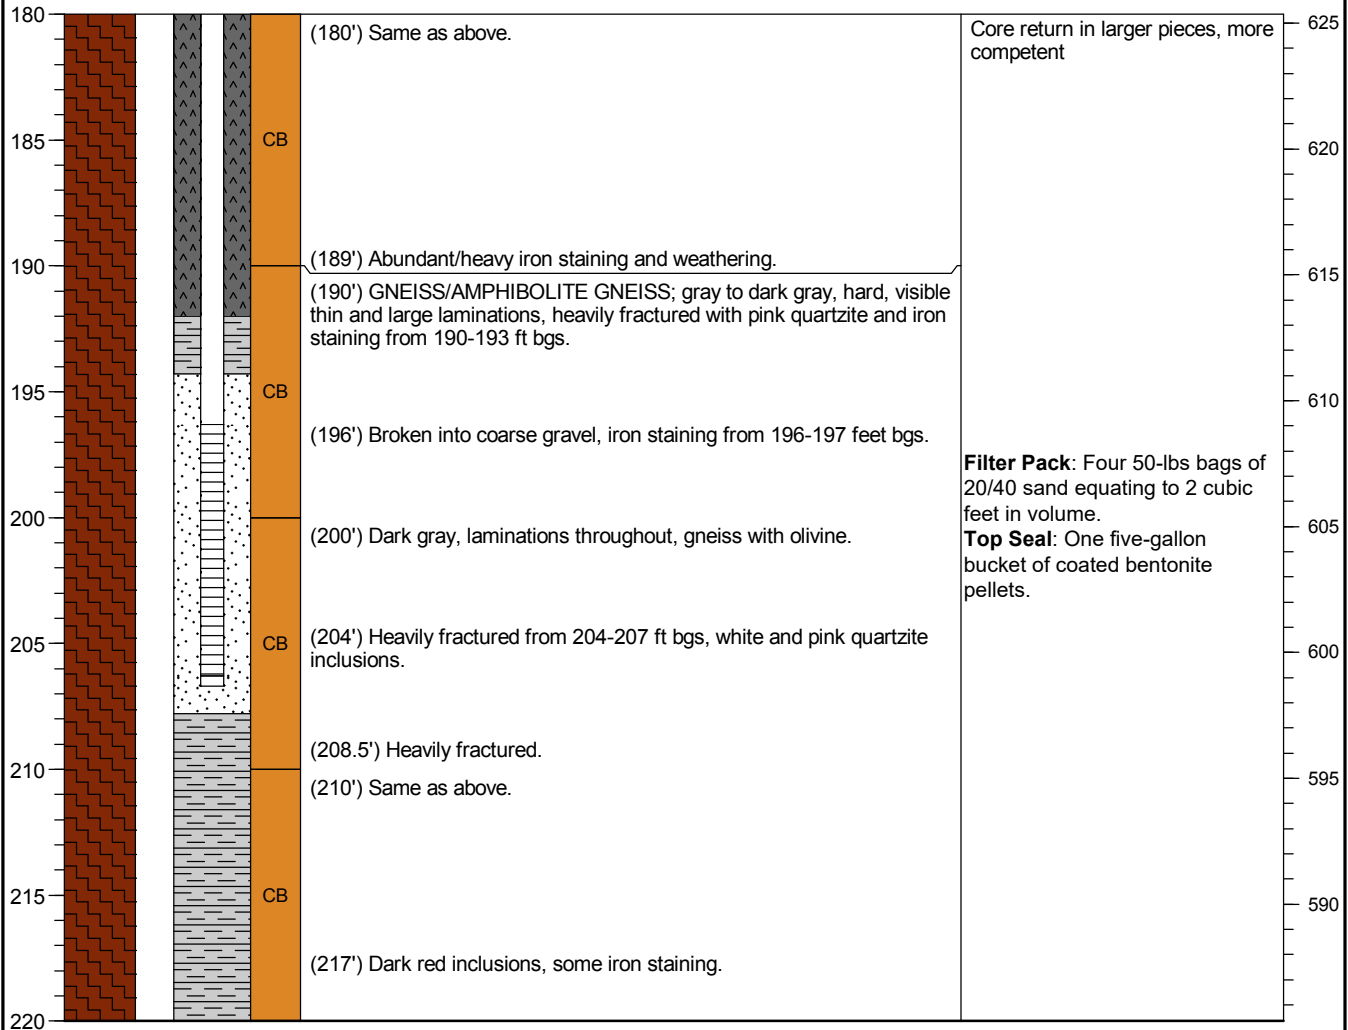 180
(180') Same as above.
Core return in larger pieces, more
competent
625
185
CB
620
(189') Abundant/heavy iron staining and weathering.
190
615
(190') GNEISS/AMPHIBOLITE GNEISS; gray to dark gray, hard, visible
thin and large laminations, heavily fractured with pink quartzite and iron
staining from 190-193 ft bgs.
195
CB
610
(196') Broken into coarse gravel, iron staining from 196-197 feet bgs.
Filter Pack: Four 50-lbs bags of
20/40 sand equating to 2 cubic
feet in volume.
Top Seal: One five-gallon
bucket of coated bentonite
pellets.
200
605
(200') Dark gray, laminations throughout, gneiss with olivine.
205
CB
600
(204') Heavily fractured from 204-207 ft bgs, white and pink quartzite
inclusions.
(208.5') Heavily fractured.
210
595
(210') Same as above.
215
CB
590
(217') Dark red inclusions, some iron staining.
220